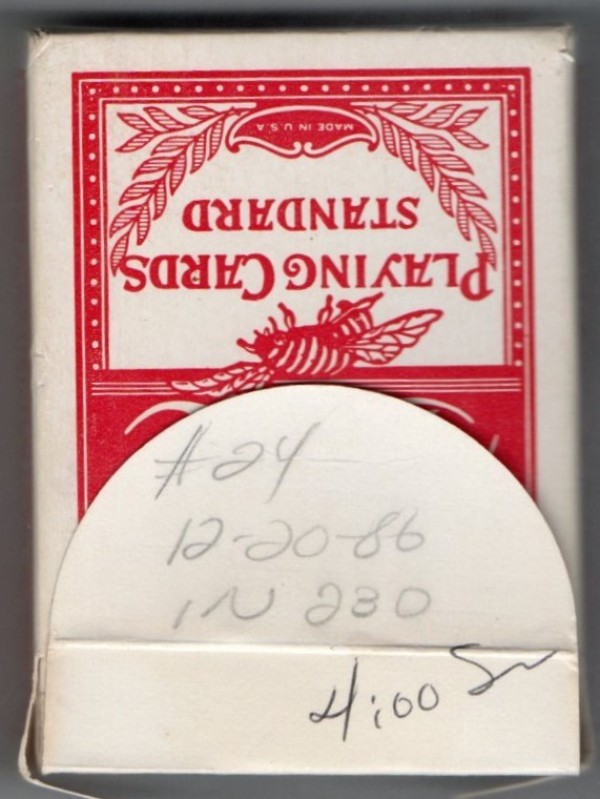 MADE IN U.S.A
STANDARD
PLAYING CARDS
#24
12-20-86
IN 230
4:00